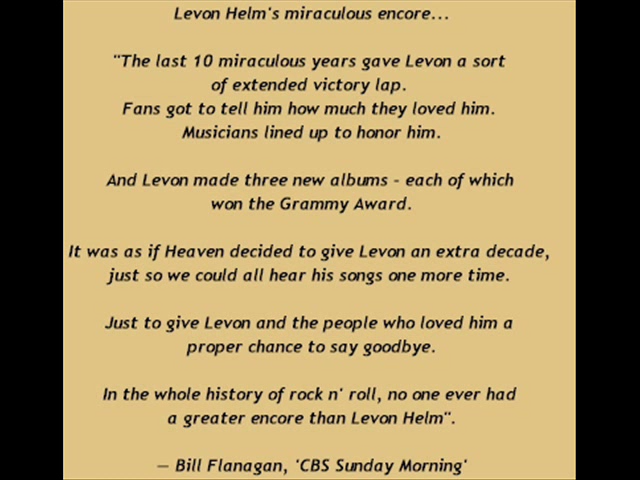 Levon Helm's miraculous encore...
"The last 10 miraculous years gave Levon a sort
of extended victory lap.
Fans got to tell him how much they loved him.
Musicians lined up to honor him.
And Levon made three new albums – each of which
won the Grammy Award.
It was as if Heaven decided to give Levon an extra decade,
just so we could all hear his songs one more time.
Just to give Levon and the people who loved him a
proper chance to say goodbye.
In the whole history of rock n' roll, no one ever had
a greater encore than Levon Helm".
— Bill Flanagan, 'CBS Sunday Morning'